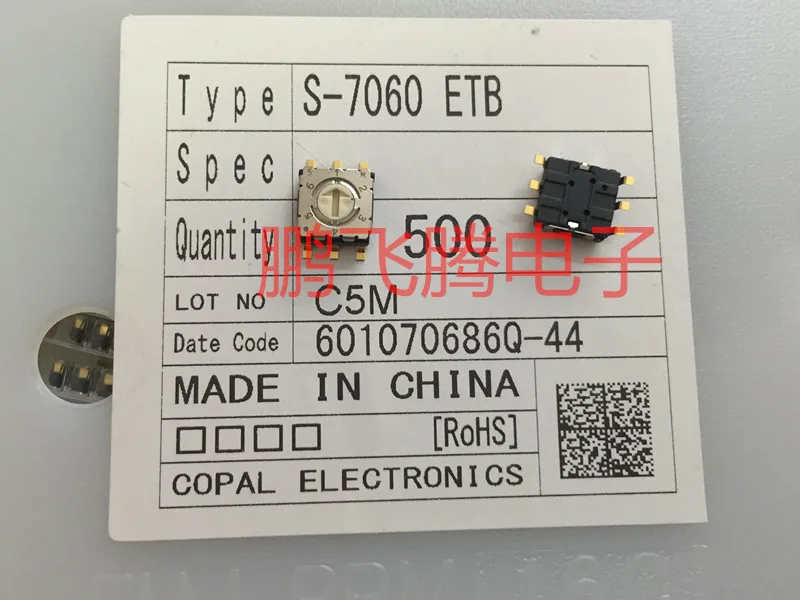 Type S-7060 ETB
Spec
Quantity 500
鹏飞腾电子
LOT NO C5M
Date Code 601070686Q-44
MADE IN CHINA
□□□□ [RoHS]
COPAL ELECTRONICS